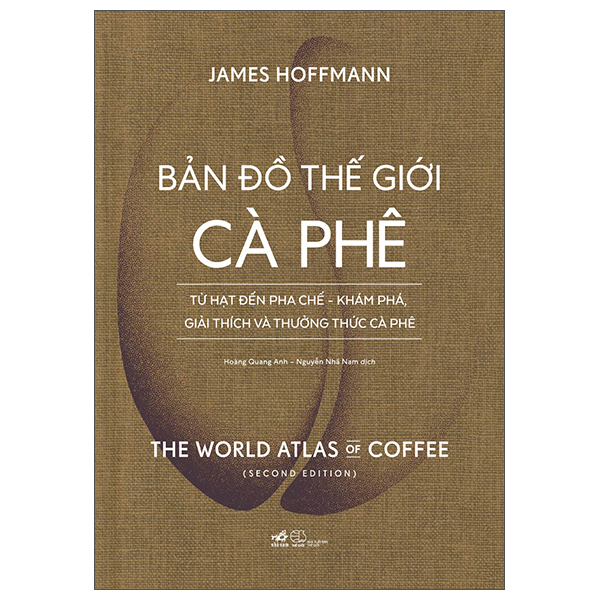 JAMES HOFFMANN
BẢN ĐỒ THẾ GIỚI
CÀ PHÊ
TỪ HẠT ĐẾN PHA CHẾ - KHÁM PHÁ,
GIẢI THÍCH VÀ THƯỞNG THỨC CÀ PHÊ
Hoàng Quang Anh – Nguyễn Nhã Nam dịch
THE WORLD ATLAS OF COFFEE
(SECOND EDITION)